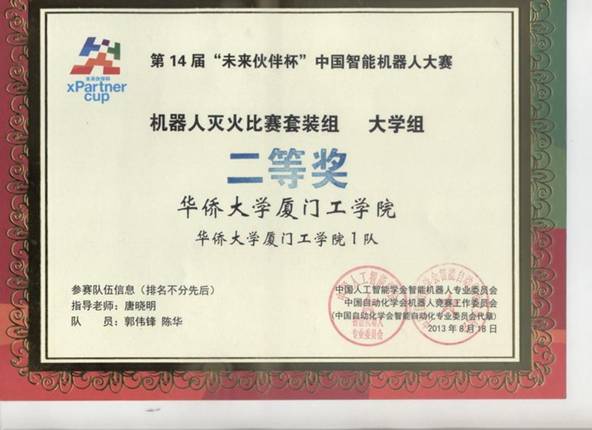 未来伙伴杯
xPartner
cup
第14届“未来伙伴杯”中国智能机器人大赛
机器人灭火比赛套装组 大学组
二等奖
华侨大学厦门工学院
华侨大学厦门工学院1队
参赛队伍信息（排名不分先后）
指导老师：唐晓明
队 员：郭伟锋 陈华
中国人工智能学会智能机器人专业委员会
中国自动化学会机器人竞赛工作委员会
(中国自动化学会智能自动化专业委员会代章)
2013年8月18日